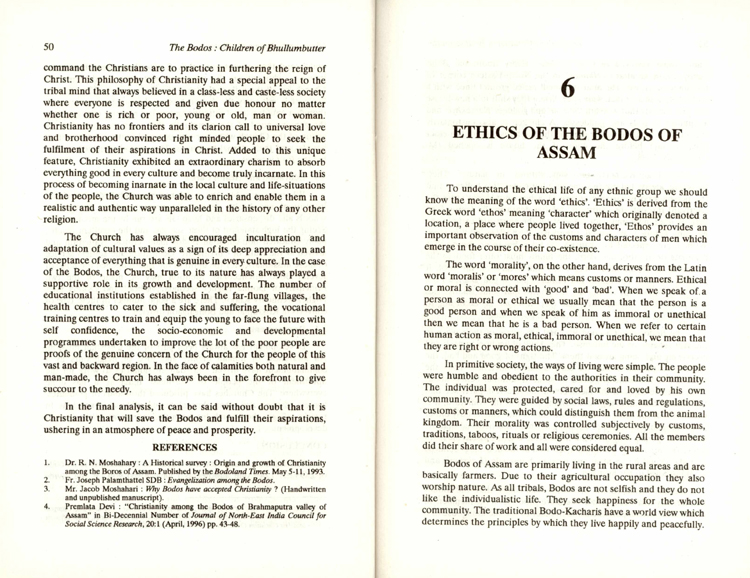 50
The Bodos : Children of Bhullumbutter
command the Christians are to practice in furthering the reign of
Christ. This philosophy of Christianity had a special appeal to the
tribal mind that always believed in a class-less and caste-less society
where everyone is respected and given due honour no matter
whether one is rich or poor, young or old, man or woman.
Christianity has no frontiers and its clarion call to universal love
and brotherhood convinced right minded people to seek the
fulfilment of their aspirations in Christ. Added to this unique
feature, Christianity exhibited an extraordinary charism to absorb
everything good in every culture and become truly incarnate. In this
process of becoming inarnate in the local culture and life-situations
of the people, the Church was able to enrich and enable them in a
realistic and authentic way unparalleled in the history of any other
religion.
The Church has always encouraged inculturation and
adaptation of cultural values as a sign of its deep appreciation and
acceptance of everything that is genuine in every culture. In the case
of the Bodos, the Church, true to its nature has always played a
supportive role in its growth and development. The number of
educational institutions established in the far-flung villages, the
health centres to cater to the sick and suffering, the vocational
training centres to train and equip the young to face the future with
self confidence, the socio-economic and developmental
programmes undertaken to improve the lot of the poor people are
proofs of the genuine concern of the Church for the people of this
vast and backward region. In the face of calamities both natural and
man-made, the Church has always been in the forefront to give
succour to the needy.
In the final analysis, it can be said without doubt that it is
Christianity that will save the Bodos and fulfill their aspirations,
ushering in an atmosphere of peace and prosperity.
REFERENCES
1. Dr. R. N. Moshahary : A Historical survey : Origin and growth of Christianity
among the Boros of Assam. Published by the Bodoland Times. May 5-11, 1993.
2. Fr. Joseph Palamthattel SDB : Evangelization among the Bodos.
3. Mr. Jacob Moshahari : Why Bodos have accepted Christianity ? (Handwritten
and unpublished manuscript).
4. Premlata Devi : "Christianity among the Bodos of Brahmaputra valley of
Assam" in Bi-Decennial Number of Journal of North-East India Council for
Social Science Research, 20:1 (April, 1996) pp. 43-48.
6
ETHICS OF THE BODOS OF
ASSAM
To understand the ethical life of any ethnic group we should
know the meaning of the word 'ethics'. 'Ethics' is derived from the
Greek word 'ethos' meaning 'character' which originally denoted a
location, a place where people lived together, 'Ethos' provides an
important observation of the customs and characters of men which
emerge in the course of their co-existence.
The word 'morality', on the other hand, derives from the Latin
word 'moralis' or 'mores' which means customs or manners. Ethical
or moral is connected with 'good' and 'bad'. When we speak of a
person as moral or ethical we usually mean that the person is a
good person and when we speak of him as immoral or unethical
then we mean that he is a bad person. When we refer to certain
human action as moral, ethical, immoral or unethical, we mean that
they are right or wrong actions.
In primitive society, the ways of living were simple. The people
were humble and obedient to the authorities in their community.
The individual was protected, cared for and loved by his own
community. They were guided by social laws, rules and regulations,
customs or manners, which could distinguish them from the animal
kingdom. Their morality was controlled subjectively by customs,
traditions, taboos, rituals or religious ceremonies. All the members
did their share of work and all were considered equal.
Bodos of Assam are primarily living in the rural areas and are
basically farmers. Due to their agricultural occupation they also
worship nature. As all tribals, Bodos are not selfish and they do not
like the individualistic life. They seek happiness for the whole
community. The traditional Bodo-Kacharis have a world view which
determines the principles by which they live happily and peacefully.